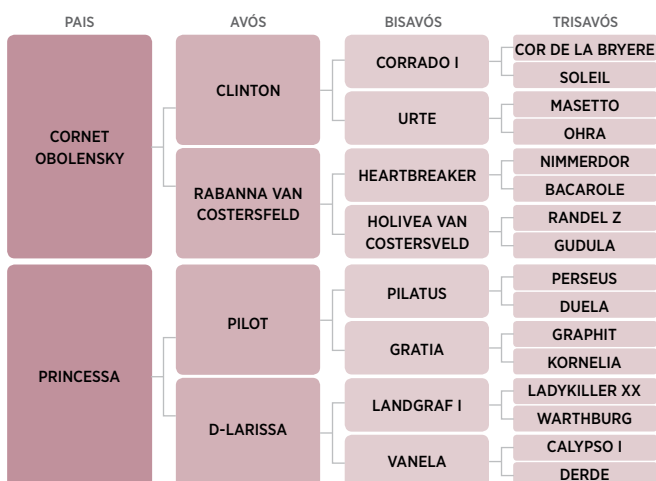 PAIS AVÓS BISAVÓS TRISAVÓS
CORNET
OBOLENSKY
CLINTON
CORRADO I
COR DE LA BRYERE
SOLEIL
URTE
MASETTO
OHRA
RABANNA VAN
COSTERSFELD
HEARTBREAKER
NIMMERDOR
BACAROLE
HOLIVEA VAN
COSTERSVELD
RANDEL Z
GUDULA
PRINCESSA
PILOT
PILATUS
PERSEUS
DUELA
GRATIA
GRAPHIT
KORNELIA
D-LARISSA
LANDGRAF I
LADYKILLER XX
WARTHBURG
VANELA
CALYPSO I
DERDE